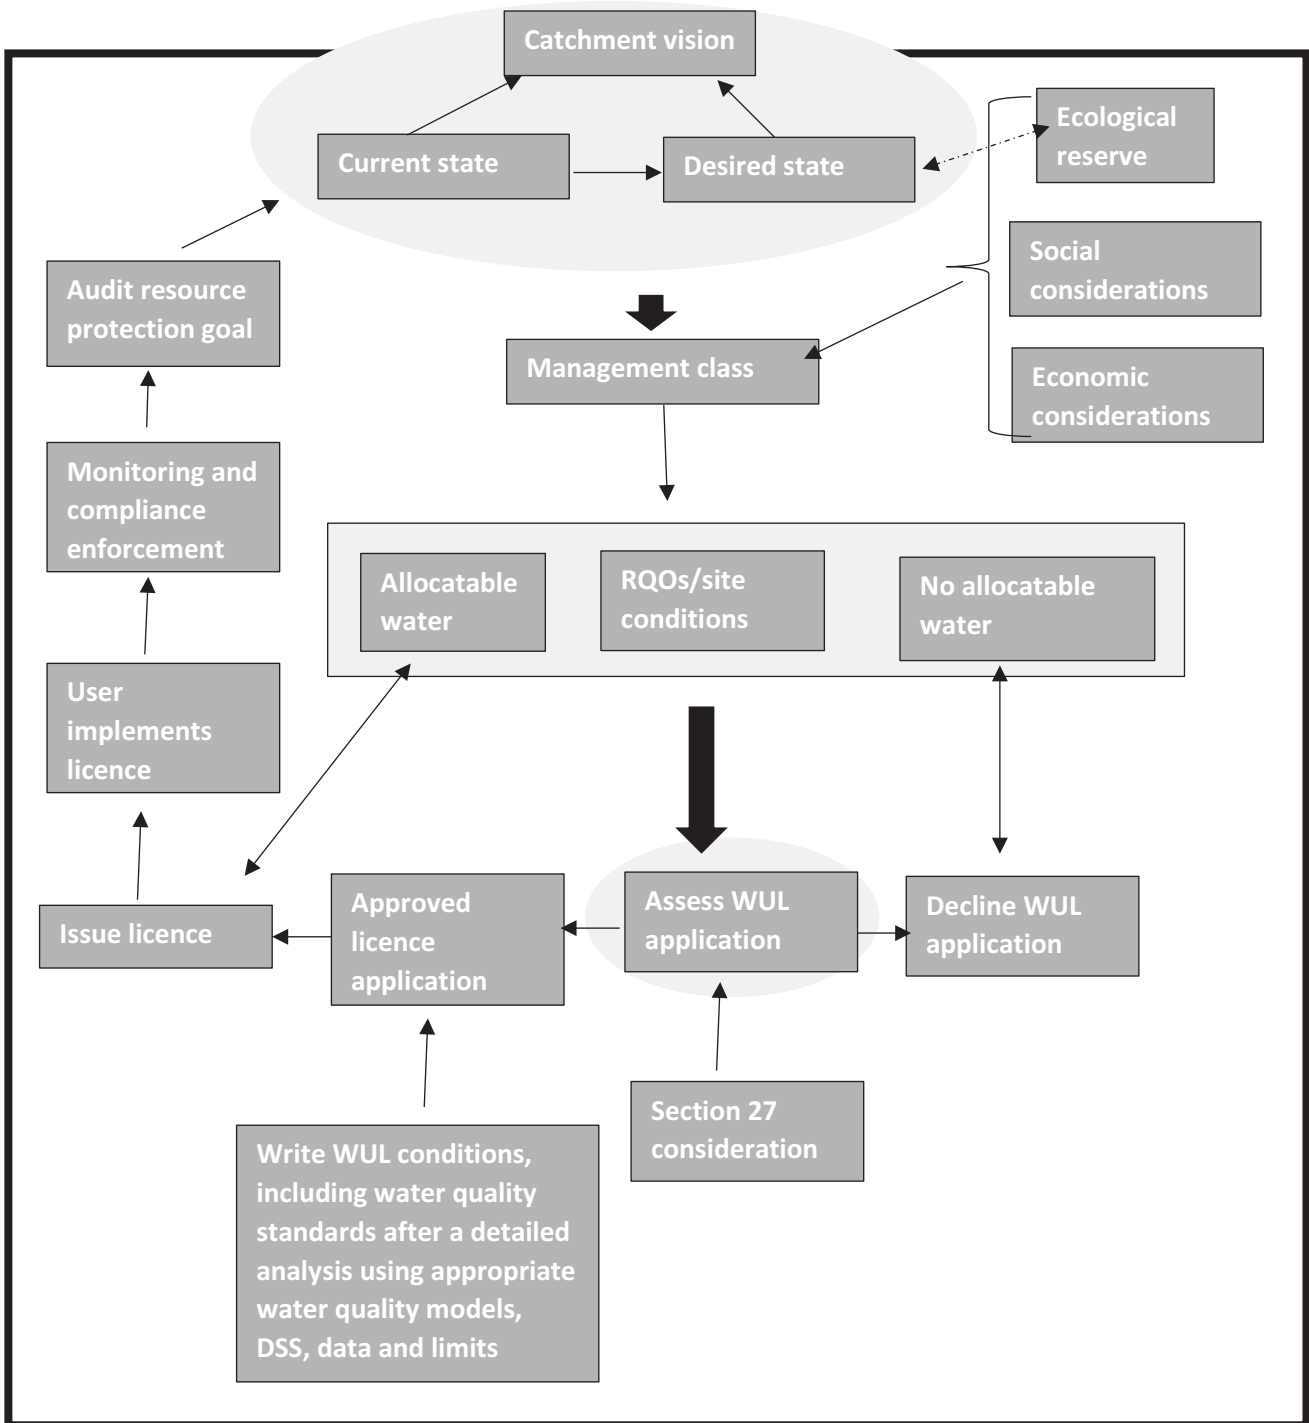 Catchment vision
Current state
Desired state
Ecological
reserve
Social
considerations
Economic
considerations
Audit resource
protection goal
Management class
Monitoring and
compliance
enforcement
Allocatable
water
RQOs/site
conditions
No allocatable
water
User
implements
licence
Issue licence
Approved
licence
application
Assess WUL
application
Decline WUL
application
Section 27
consideration
Write WUL conditions,
including water quality
standards after a detailed
analysis using appropriate
water quality models,
DSS, data and limits